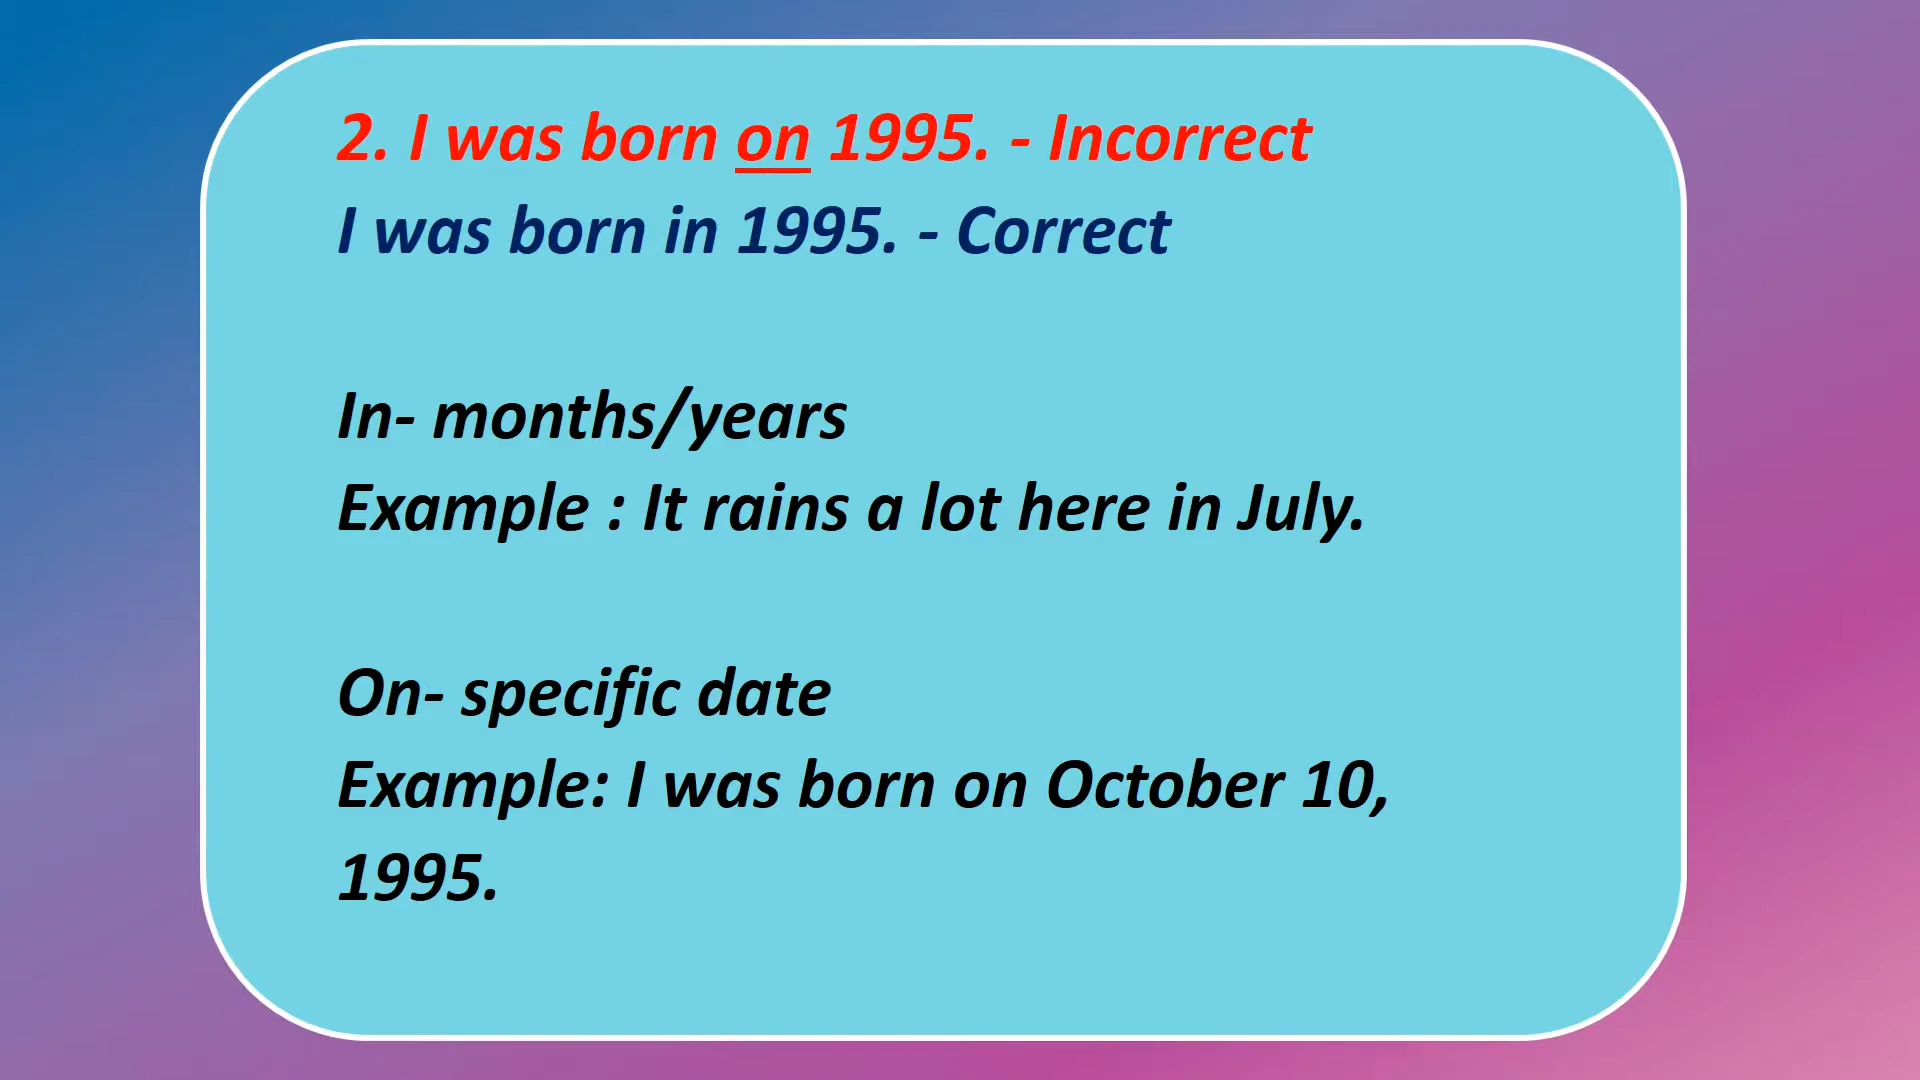 2. I was born on 1995. - Incorrect
I was born in 1995. - Correct
In- months/years
Example : It rains a lot here in July.
On- specific date
Example: I was born on October 10,
1995.